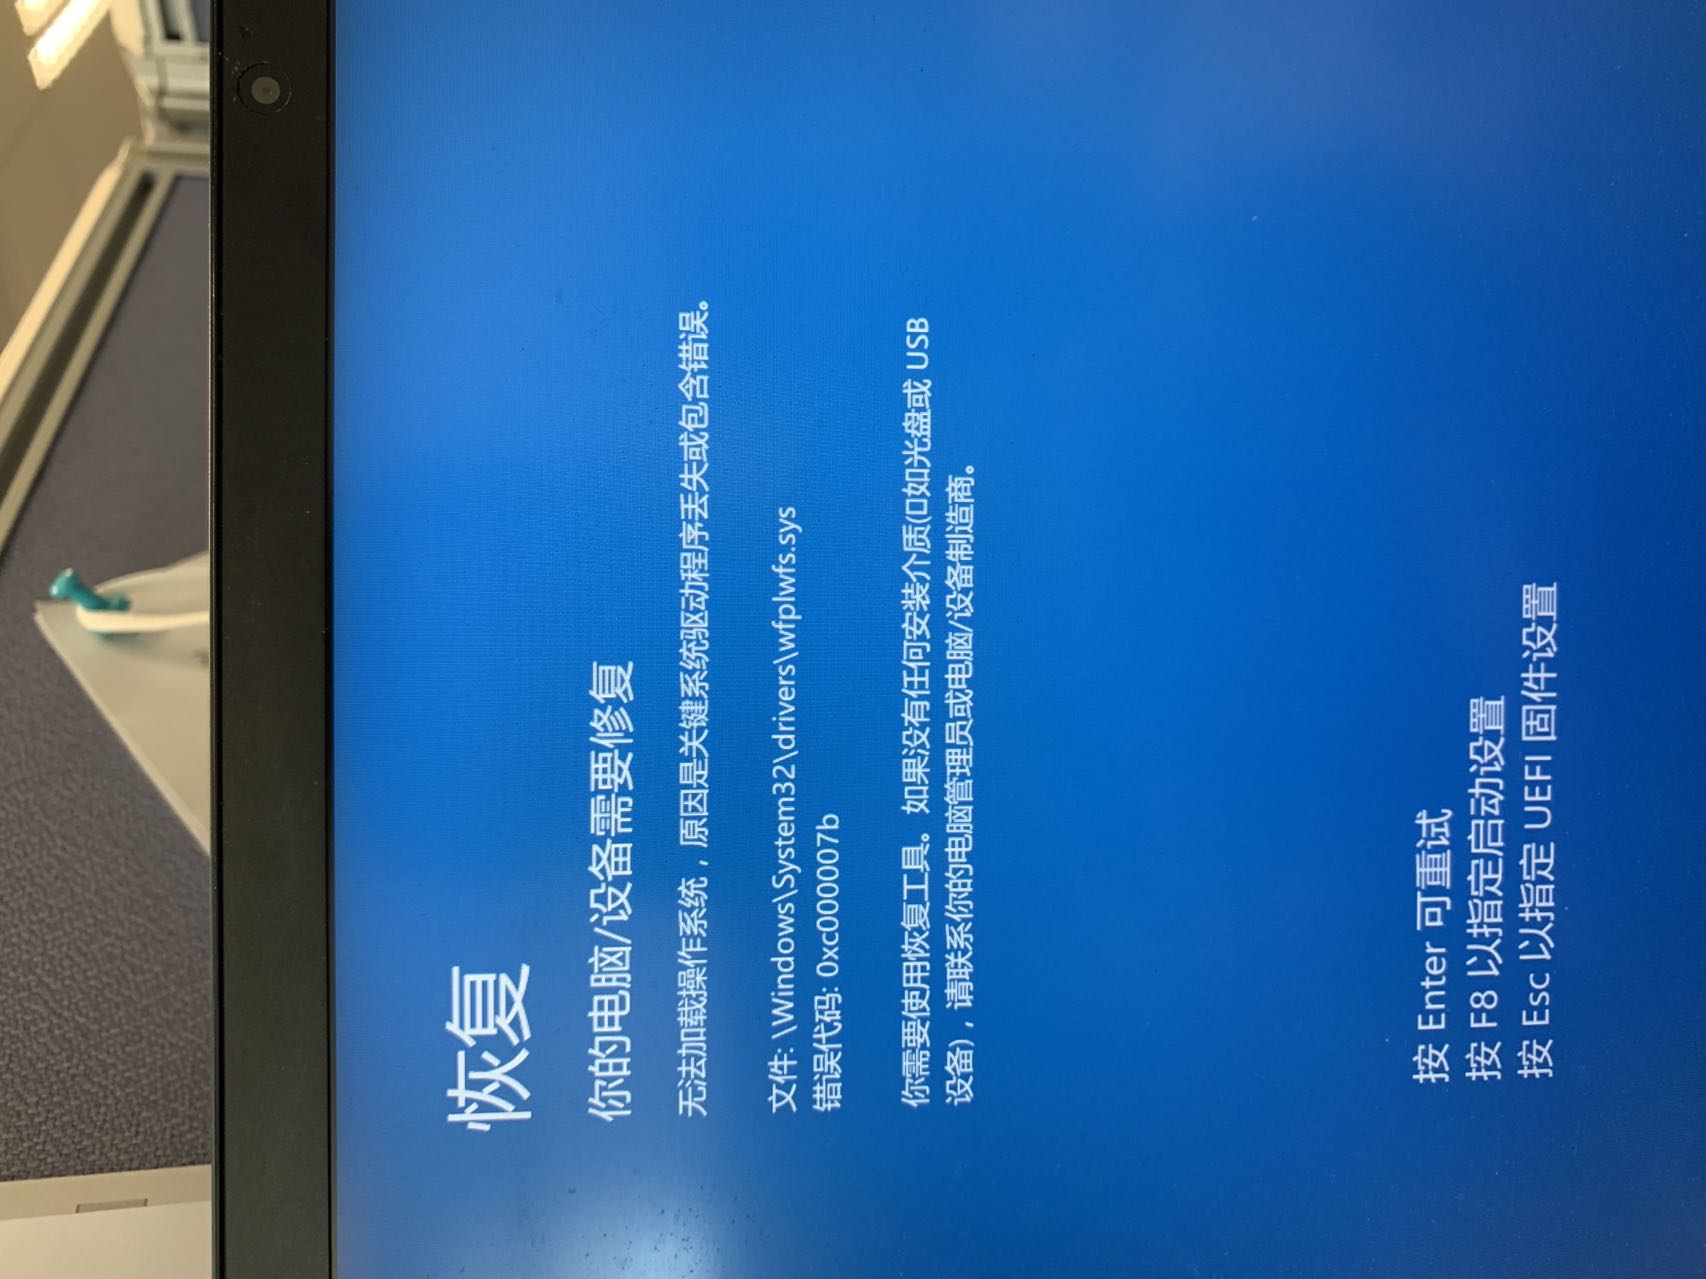 恢复
你的电脑/设备需要修复
无法加载操作系统，原因是关键系统驱动程序丢失或包含错误。
文件: \Windows\System32\drivers\wfplwfs.sys
错误代码: 0xc000007b
你需要使用恢复工具。如果没有任何安装介质(▯如光盘或 USB
设备)，请联系你的电脑管理员或电脑/设备制造商。
按 Enter 可重试
按 F8 以指定启动设置
按 Esc 以指定 UEFI 固件设置